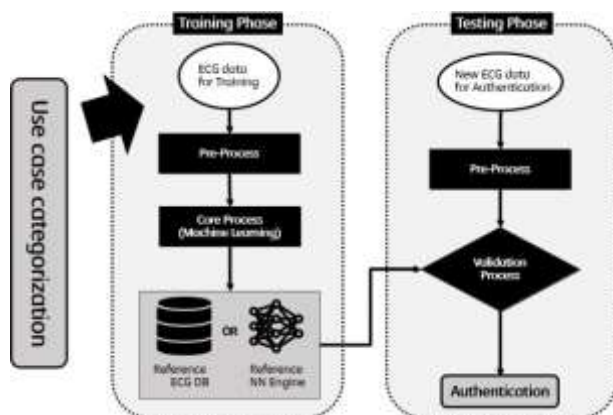 Use case categorization
Training Phase
ECG data
for Training
Pre-Process
Core Process
(Machine Learning)
OR
Reference
ECG DB
Reference
NN Engine
Testing Phase
New ECG data
for Authentication
Pre-Process
Validation
Process
Authentication